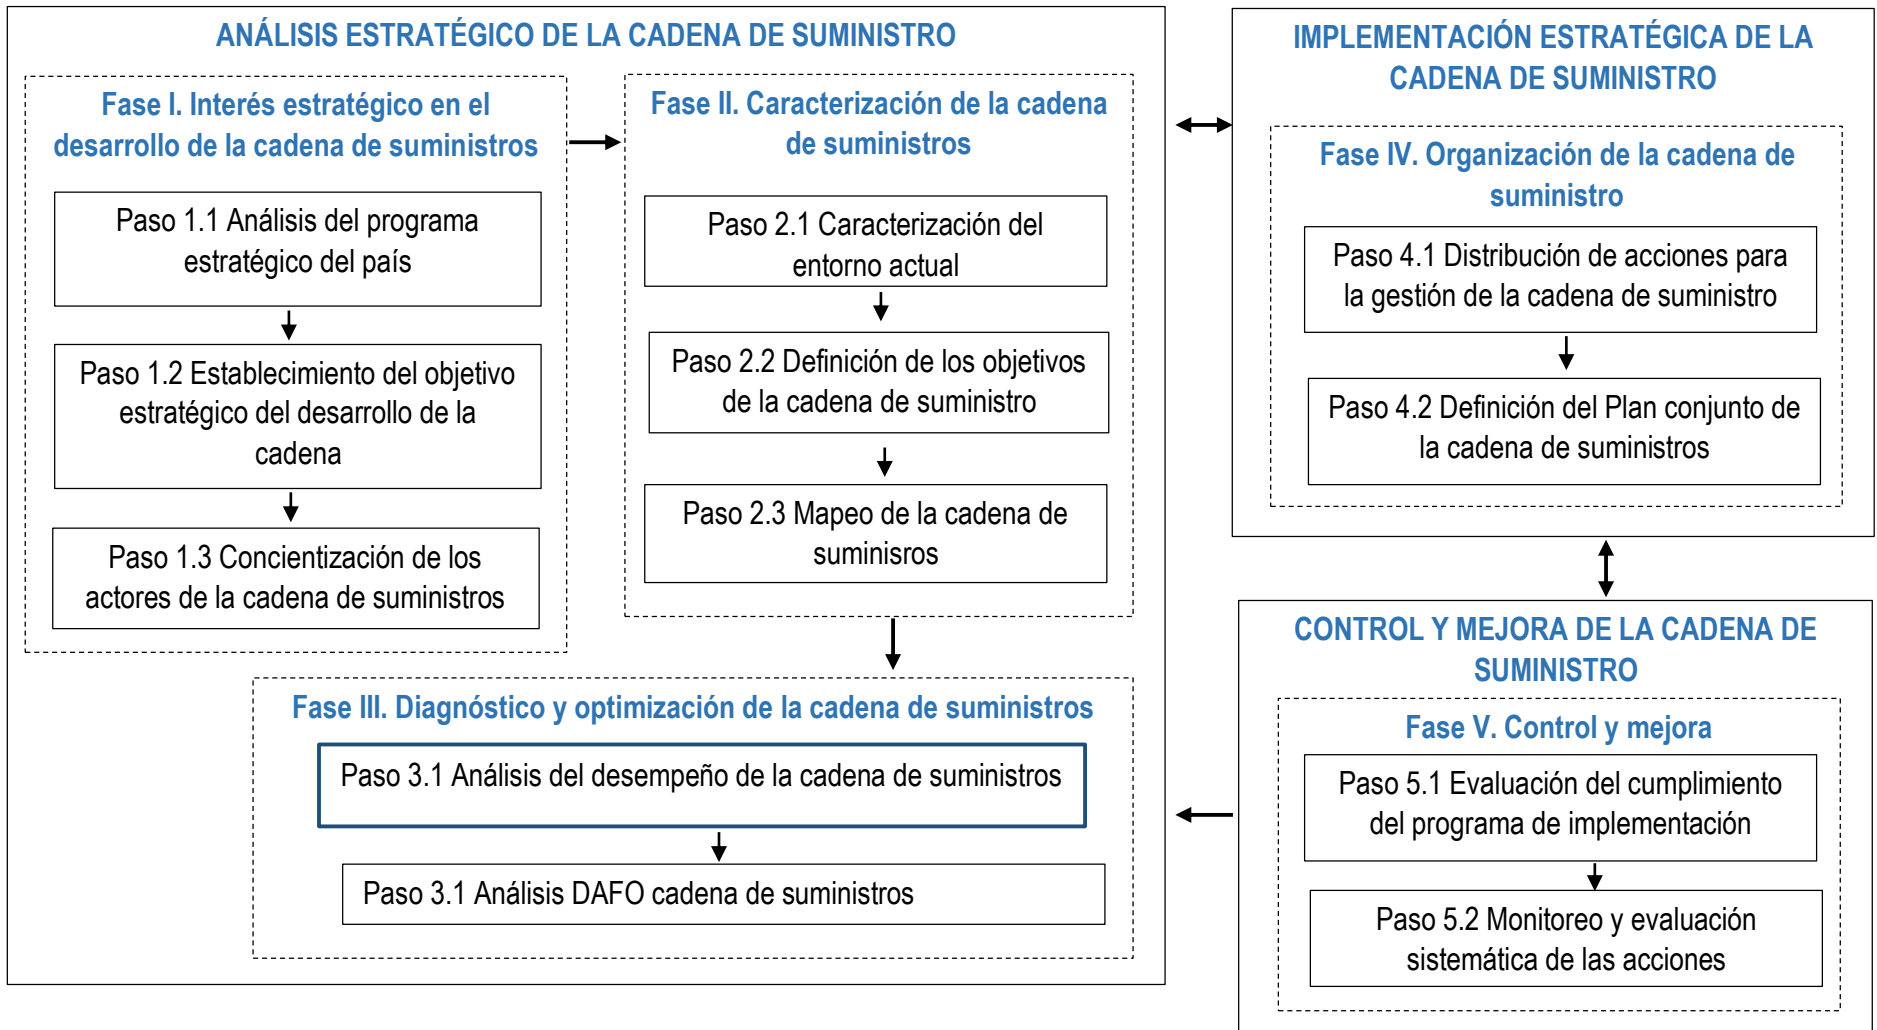 ANÁLISIS ESTRATÉGICO DE LA CADENA DE SUMINISTRO
Fase I. Interés estratégico en el
desarrollo de la cadena de suministros
Paso 1.1 Análisis del programa
estratégico del país
Paso 1.2 Establecimiento del objetivo
estratégico del desarrollo de la
cadena
Paso 1.3 Concientización de los
actores de la cadena de suministros
Fase II. Caracterización de la cadena
de suministros
Paso 2.1 Caracterización del
entorno actual
Paso 2.2 Definición de los objetivos
de la cadena de suministro
Paso 2.3 Mapeo de la cadena de
suminisros
Fase III. Diagnóstico y optimización de la cadena de suministros
Paso 3.1 Análisis del desempeño de la cadena de suministros
Paso 3.1 Análisis DAFO cadena de suministros
IMPLEMENTACIÓN ESTRATÉGICA DE LA
CADENA DE SUMINISTRO
Fase IV. Organización de la cadena de
suministro
Paso 4.1 Distribución de acciones para
la gestión de la cadena de suministro
Paso 4.2 Definición del Plan conjunto de
la cadena de suministros
CONTROL Y MEJORA DE LA CADENA DE
SUMINISTRO
Fase V. Control y mejora
Paso 5.1 Evaluación del cumplimiento
del programa de implementación
Paso 5.2 Monitoreo y evaluación
sistemática de las acciones